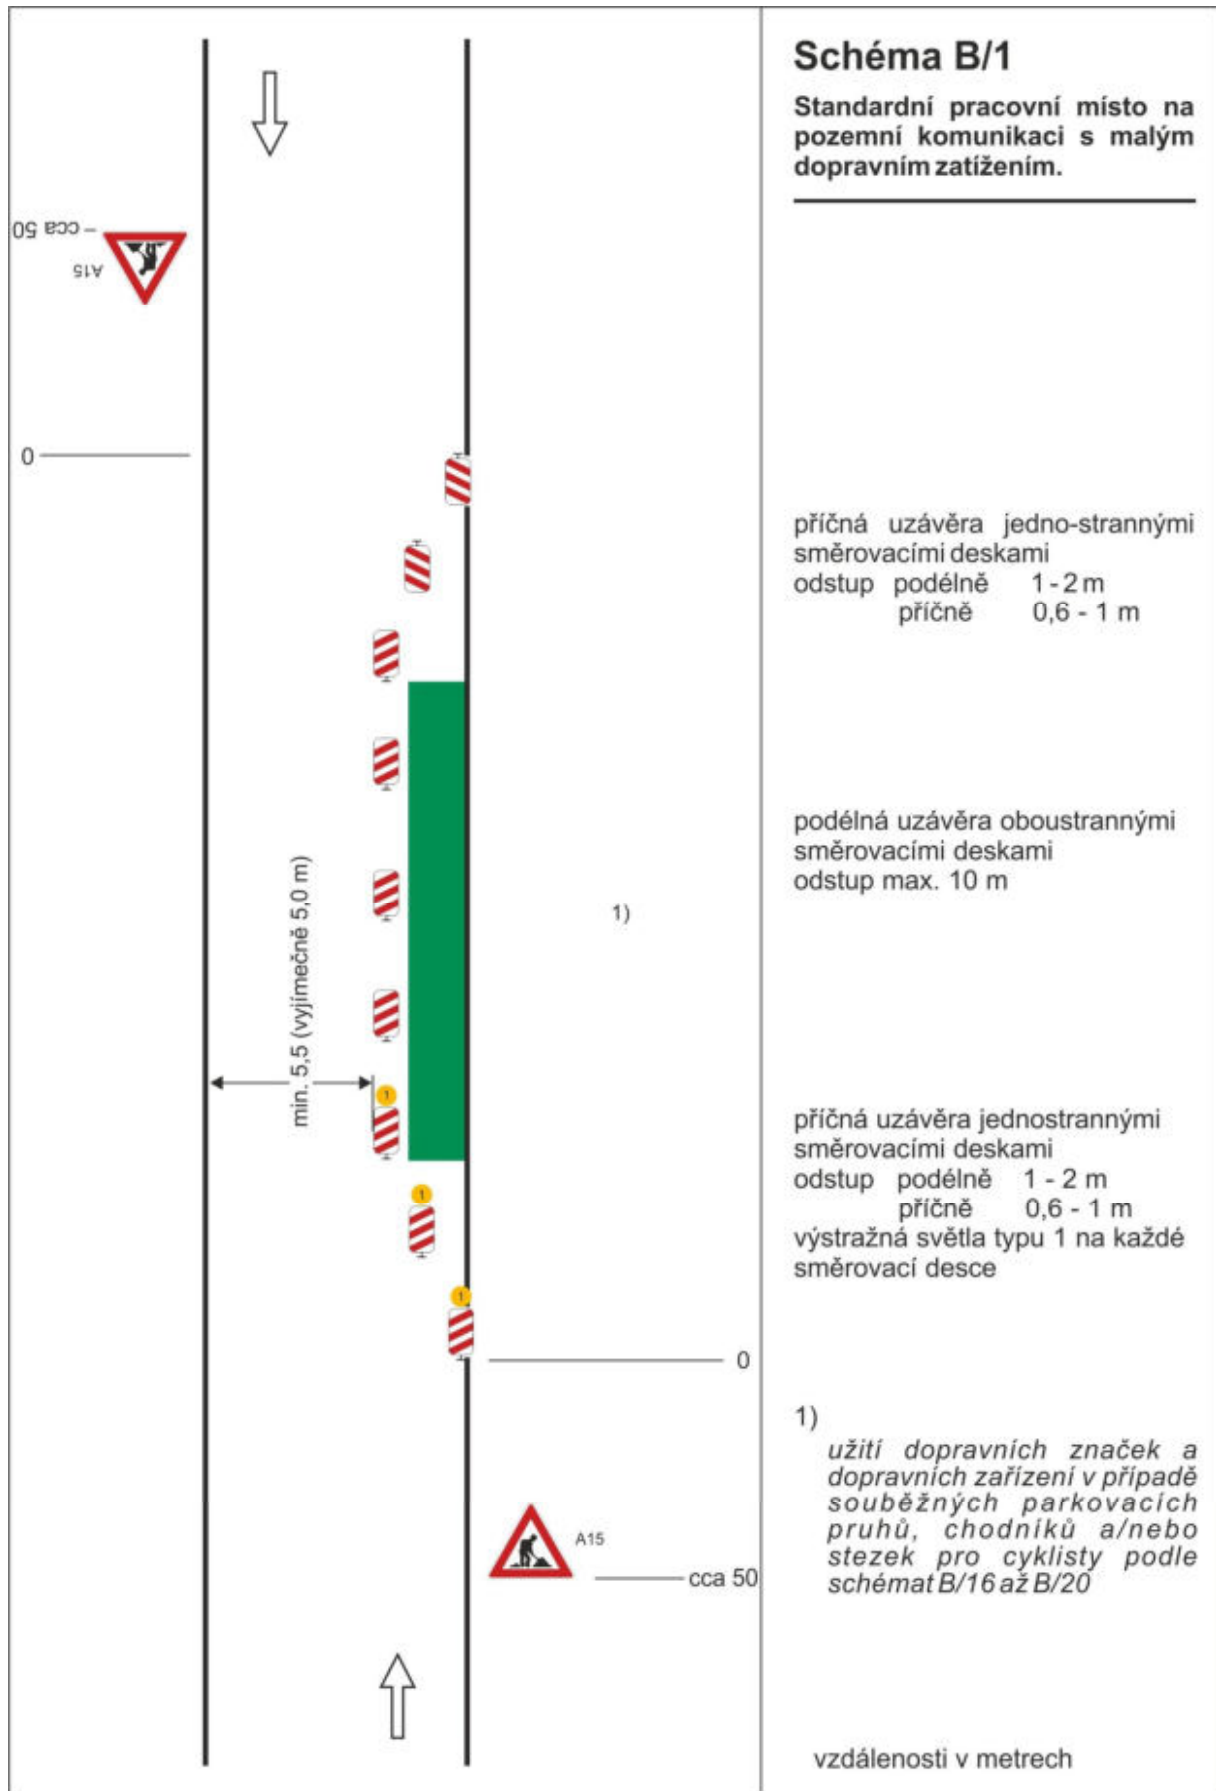 Schéma B/1
Standardní pracovní místo na
pozemní komunikaci s malým
dopravním zatížením.
cca 50
A15
0
příčná uzávěra jedno-strannými
směrovacími deskami
odstup podélně 1 - 2 m
příčně 0,6 - 1 m
podélná uzávěra oboustrannými
směrovacími deskami
odstup max. 10 m
min. 5,5 (vyjímečně 5,0 m)
1)
1
příčná uzávěra jednostrannými
směrovacími deskami
odstup podélně 1 - 2 m
příčně 0,6 - 1 m
výstražná světla typu 1 na každé
směrovací desce
1
1
0
1)
užití dopravních značek a
dopravních zařízení v případě
souběžných parkovacích
pruhů, chodníků a/nebo
stezek pro cyklisty podle
schémat B/16 až B/20
A15
cca 50
vzdálenosti v metrech